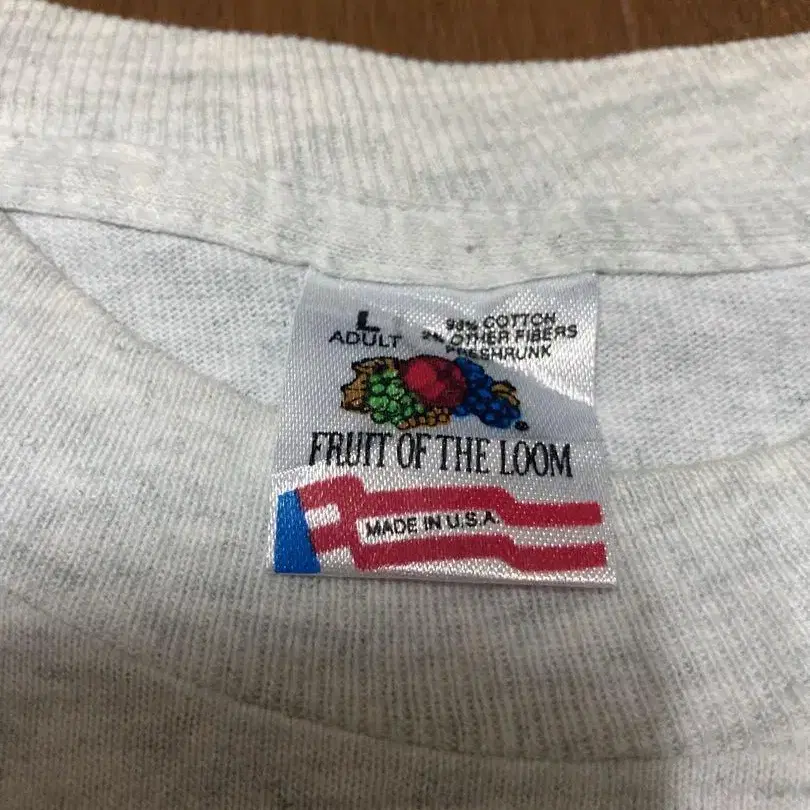 L
ADULT
98% COTTON
2% OTHER FIBERS
PRESHRUNK
FRUIT OF THE LOOM
®
MADE IN U.S.A.